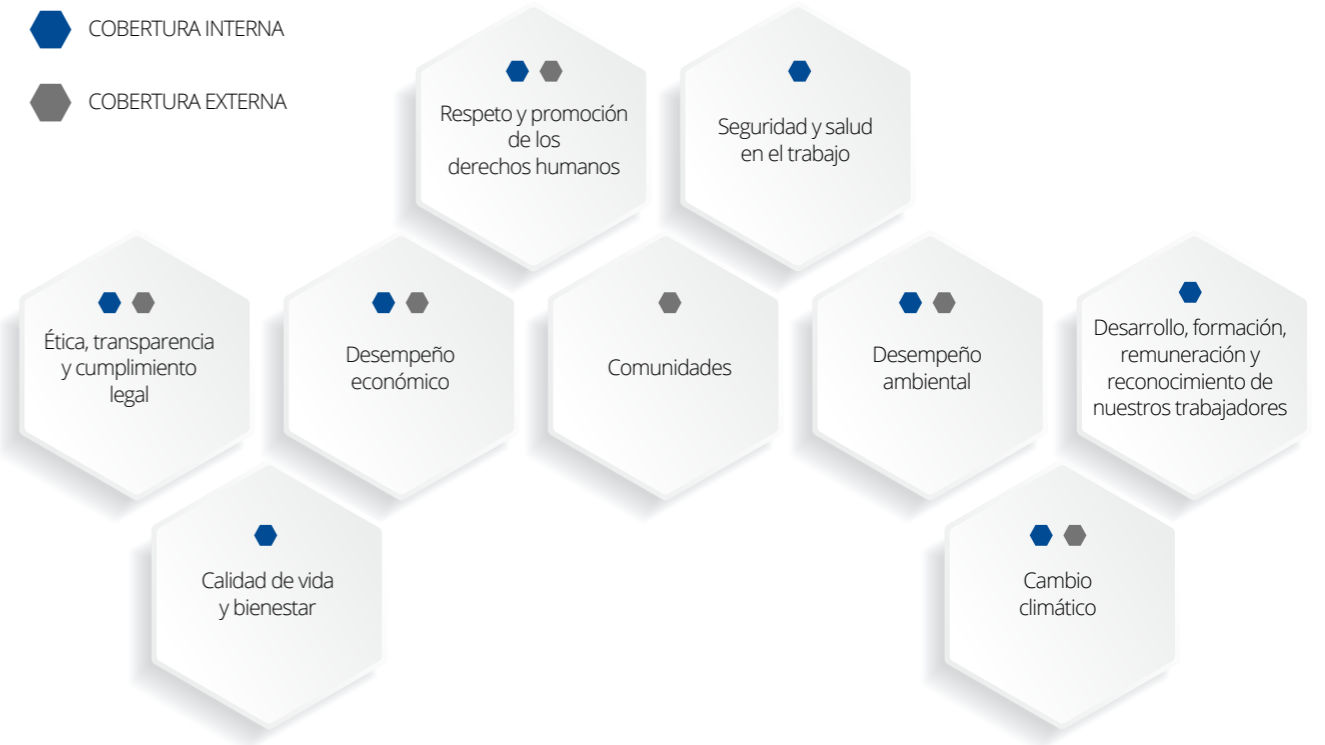 COBERTURA INTERNA
COBERTURA EXTERNA
Respeto y promoción
de los
derechos humanos
Seguridad y salud
en el trabajo
Ética, transparencia
y cumplimiento
legal
Desempeño
económico
Comunidades
Desempeño
ambiental
Desarrollo, formación,
remuneración y
reconocimiento de
nuestros trabajadores
Calidad de vida
y bienestar
Cambio
climático